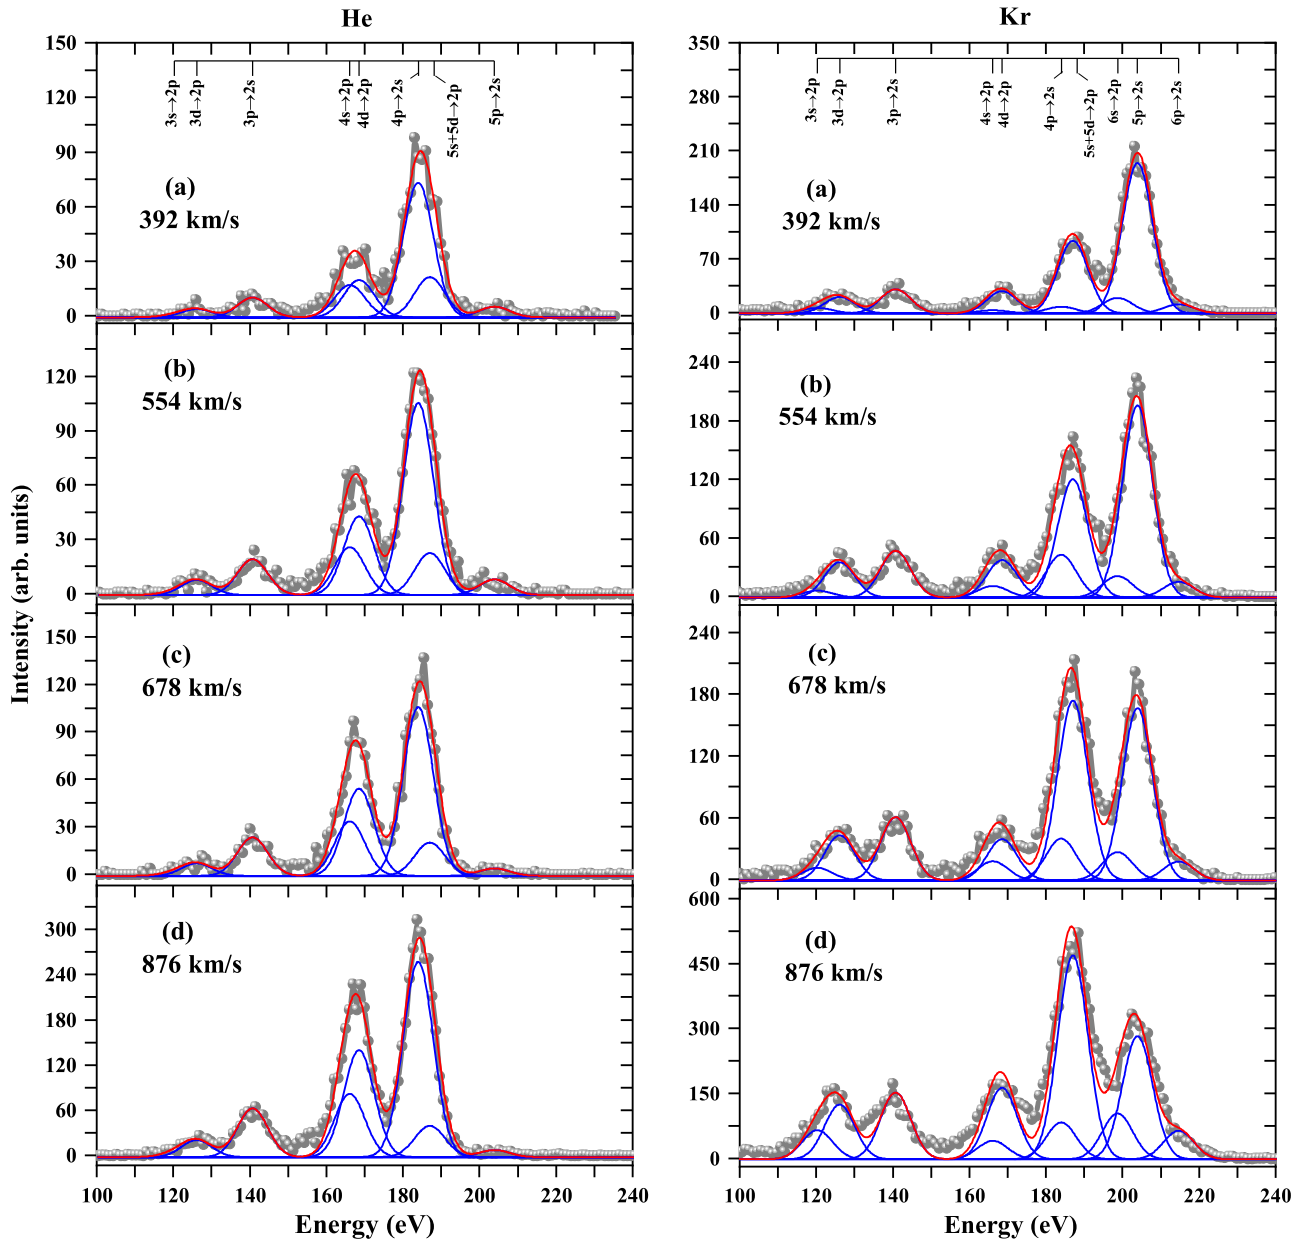 He
150
120
90
60
30
0
3s→2p
3d→2p
3p→2s
4s→2p
4d→2p
4p→2s
5s+5d→2p
5p→2s
(a)
392 km/s
120
90
60
30
0
(b)
554 km/s
150
120
90
60
30
0
(c)
678 km/s
300
240
180
120
60
0
(d)
876 km/s
100 120 140 160 180 200 220 240
Energy (eV)
Intensity (arb. units)
Kr
350
280
210
140
70
0
3s→2p
3d→2p
3p→2s
4s→2p
4d→2p
4p→2s
5s+5d→2p
6s→2p
5p→2s
6p→2s
(a)
392 km/s
240
180
120
60
0
(b)
554 km/s
240
180
120
60
0
(c)
678 km/s
600
450
300
150
0
(d)
876 km/s
100 120 140 160 180 200 220 240
Energy (eV)